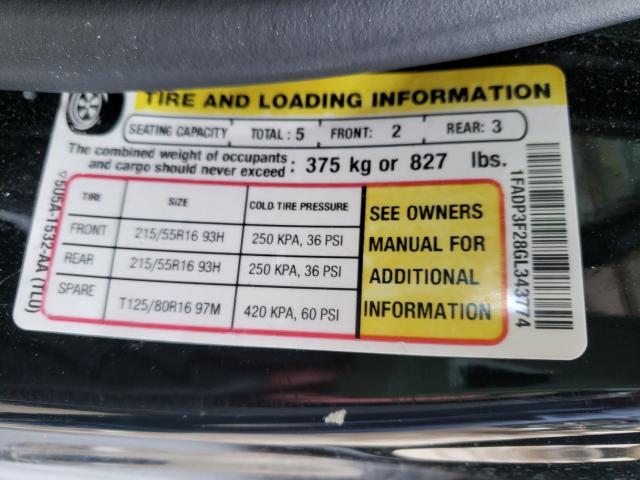 TIRE AND LOADING INFORMATION
SEATING CAPACITY TOTAL : 5 FRONT: 2 REAR: 3
The combined weight of occupants
and cargo should never exceed : 375 kg or 827 lbs.
TIRE SIZE COLD TIRE PRESSURE
FRONT 215/55R16 93H 250 KPA, 36 PSI
REAR 215/55R16 93H 250 KPA, 36 PSI
SPARE T125/80R16 97M 420 KPA, 60 PSI
SEE OWNERS
MANUAL FOR
ADDITIONAL
INFORMATION
1FADP3F28GL343774